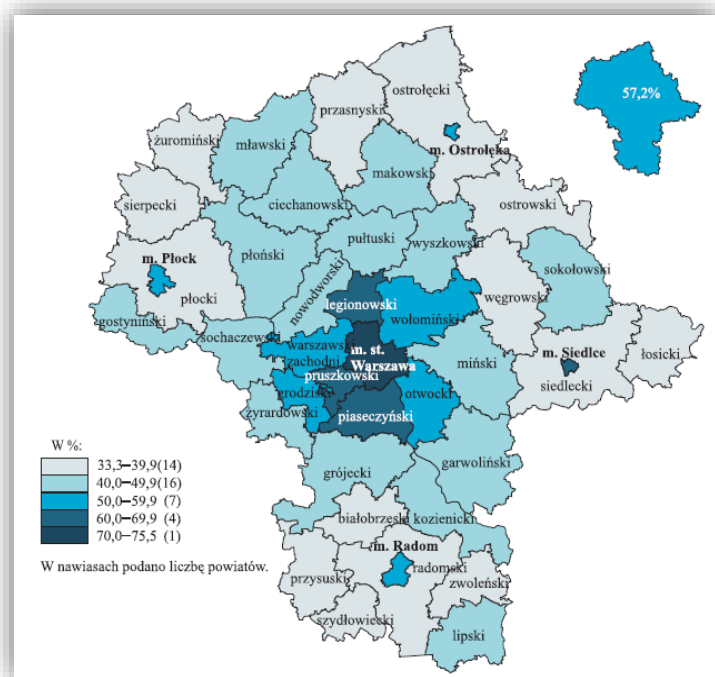 ostrołęcki
przasnyski
57,2%
żuromiński
mławski
m. Ostrołęka
makowski
sierpecki
ciechanowski
ostrowski
m. Płock
płoński
pułtuski
wyszkowski
sokołowski
płocki
nowodworski
węgrowski
legionowski
gostyniński
wołomiński
sochaczewski
warszawski
zachodni
m. st.
Warszawa
miński
m. Siedlce
łosicki
pruszkowski
siedlecki
grodziski
otwocki
żyrardowski
piaseczyński
garwoliński
grójecki
białobrzeski
kozienicki
m. Radom
przysuski
radomski
zwoleński
szydłowiecki
lipski
W %:
33,3–39,9(14)
40,0–49,9(16)
50,0–59,9 (7)
60,0–69,9 (4)
70,0–75,5 (1)
W nawiasach podano liczbę powiatów.